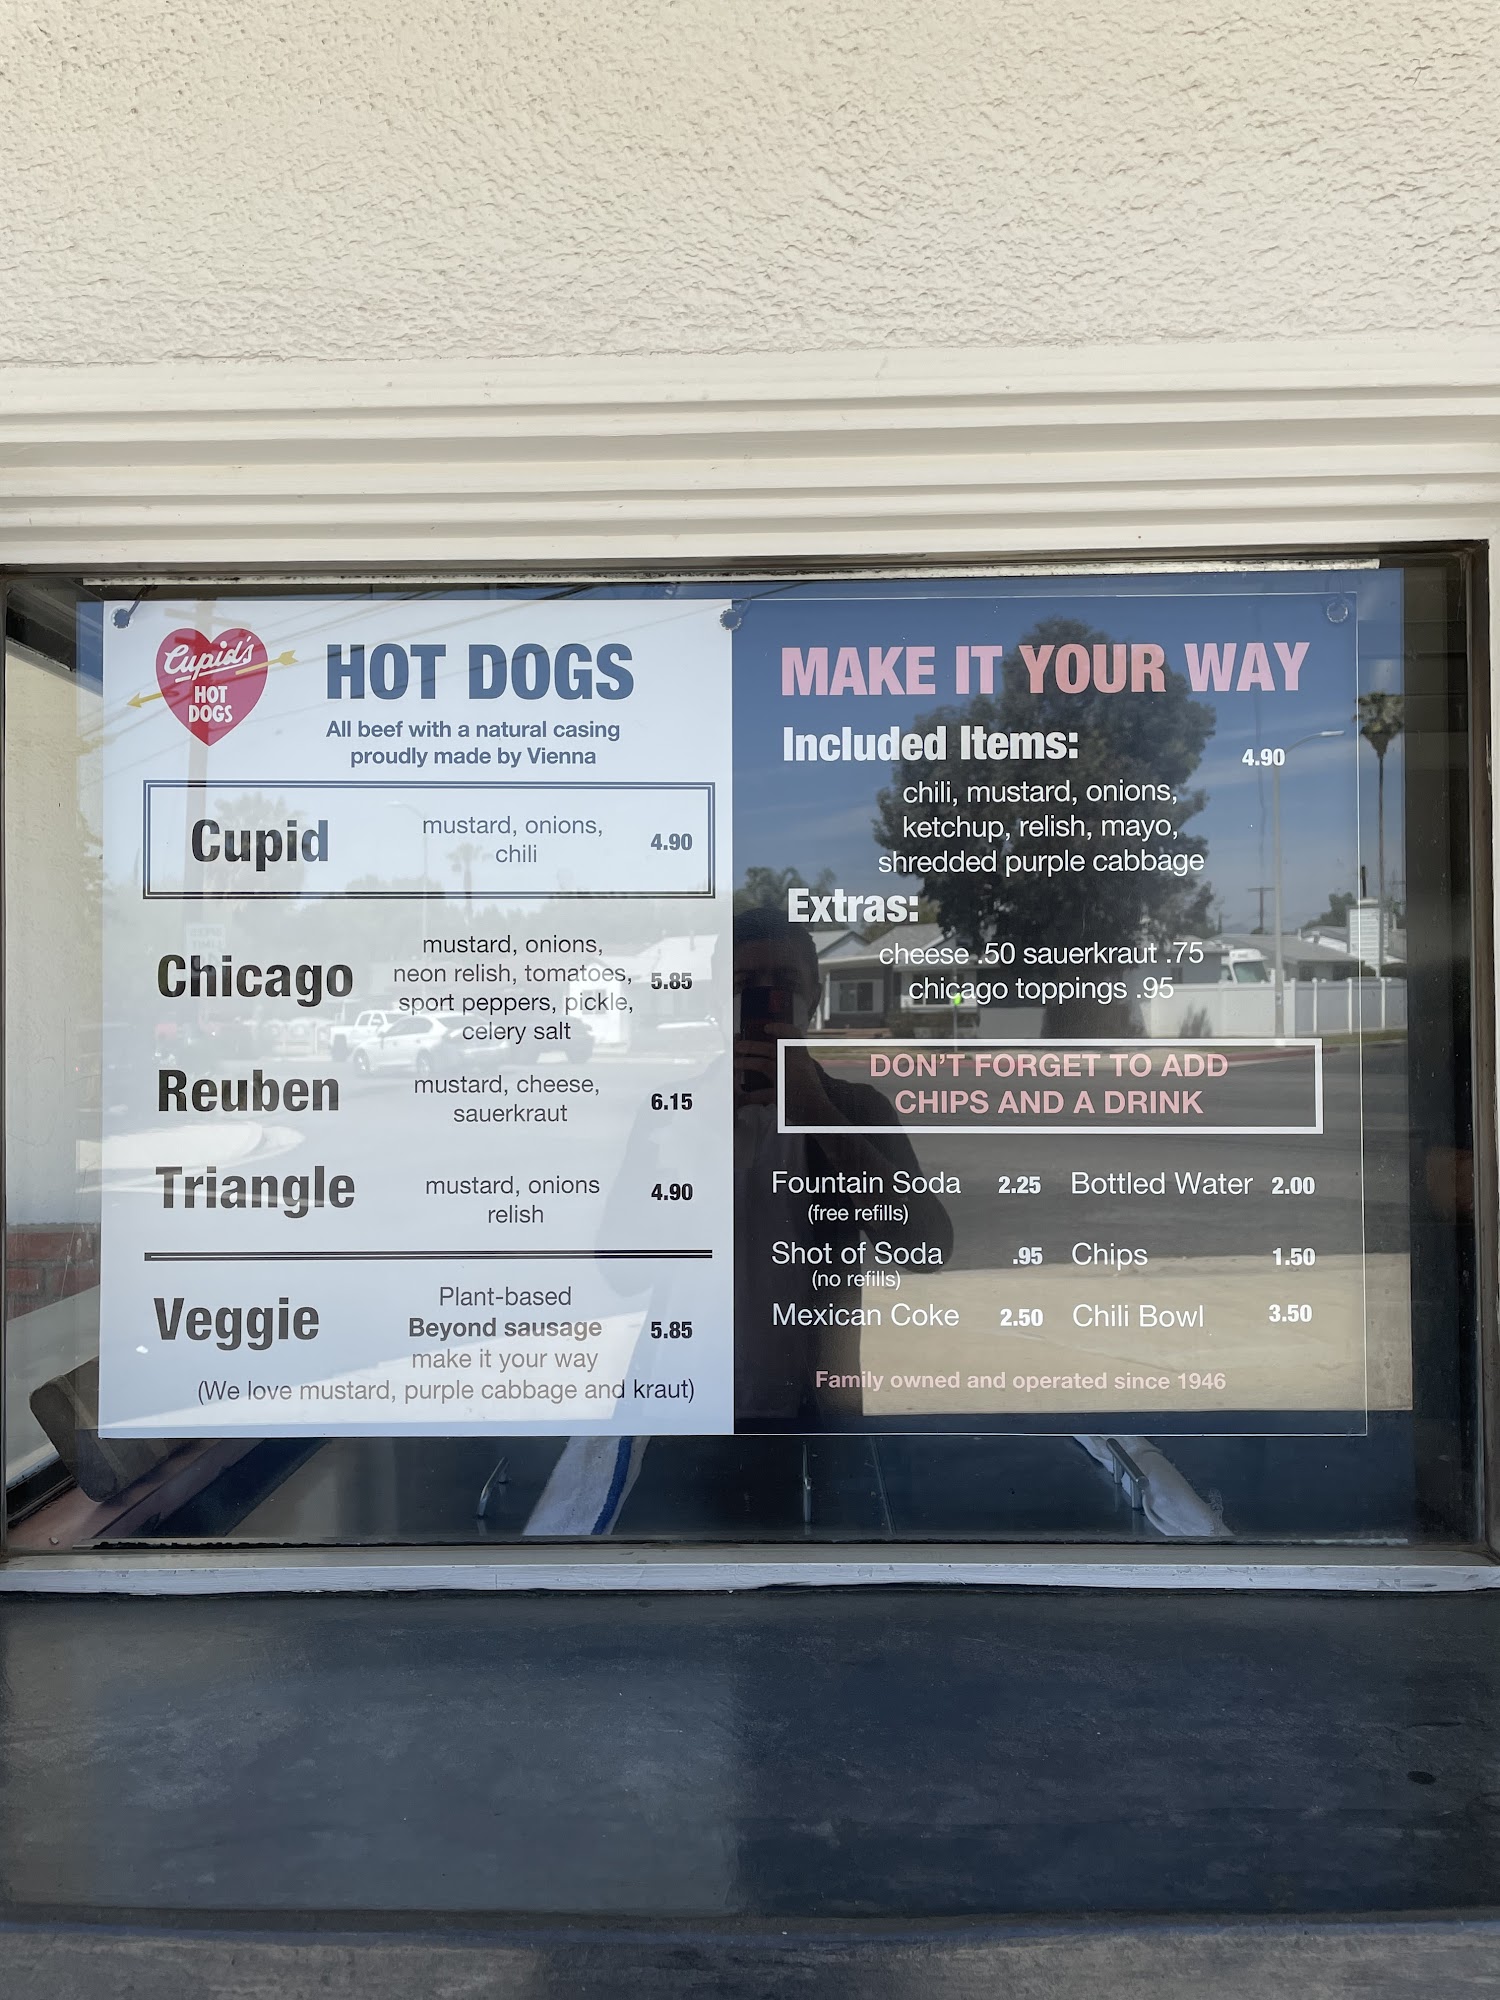 Cupid's
HOT
DOGS
HOT DOGS
All beef with a natural casing
proudly made by Vienna
Cupid
mustard, onions,
chili
4.90
Chicago
mustard, onions,
neon relish, tomatoes,
sport peppers, pickle,
celery salt
5.85
Reuben
mustard, cheese,
sauerkraut
6.15
Triangle
mustard, onions
relish
4.90
Veggie
Plant-based
Beyond sausage
make it your way
5.85
(We love mustard, purple cabbage and kraut)
MAKE IT YOUR WAY
Included Items:
4.90
chili, mustard, onions,
ketchup, relish, mayo,
shredded purple cabbage
Extras:
cheese .50 sauerkraut .75
chicago toppings .95
DON'T FORGET TO ADD
CHIPS AND A DRINK
Fountain Soda 2.25 Bottled Water 2.00
(free refills)
Shot of Soda .95 Chips 1.50
(no refills)
Mexican Coke 2.50 Chili Bowl 3.50
Family owned and operated since 1946